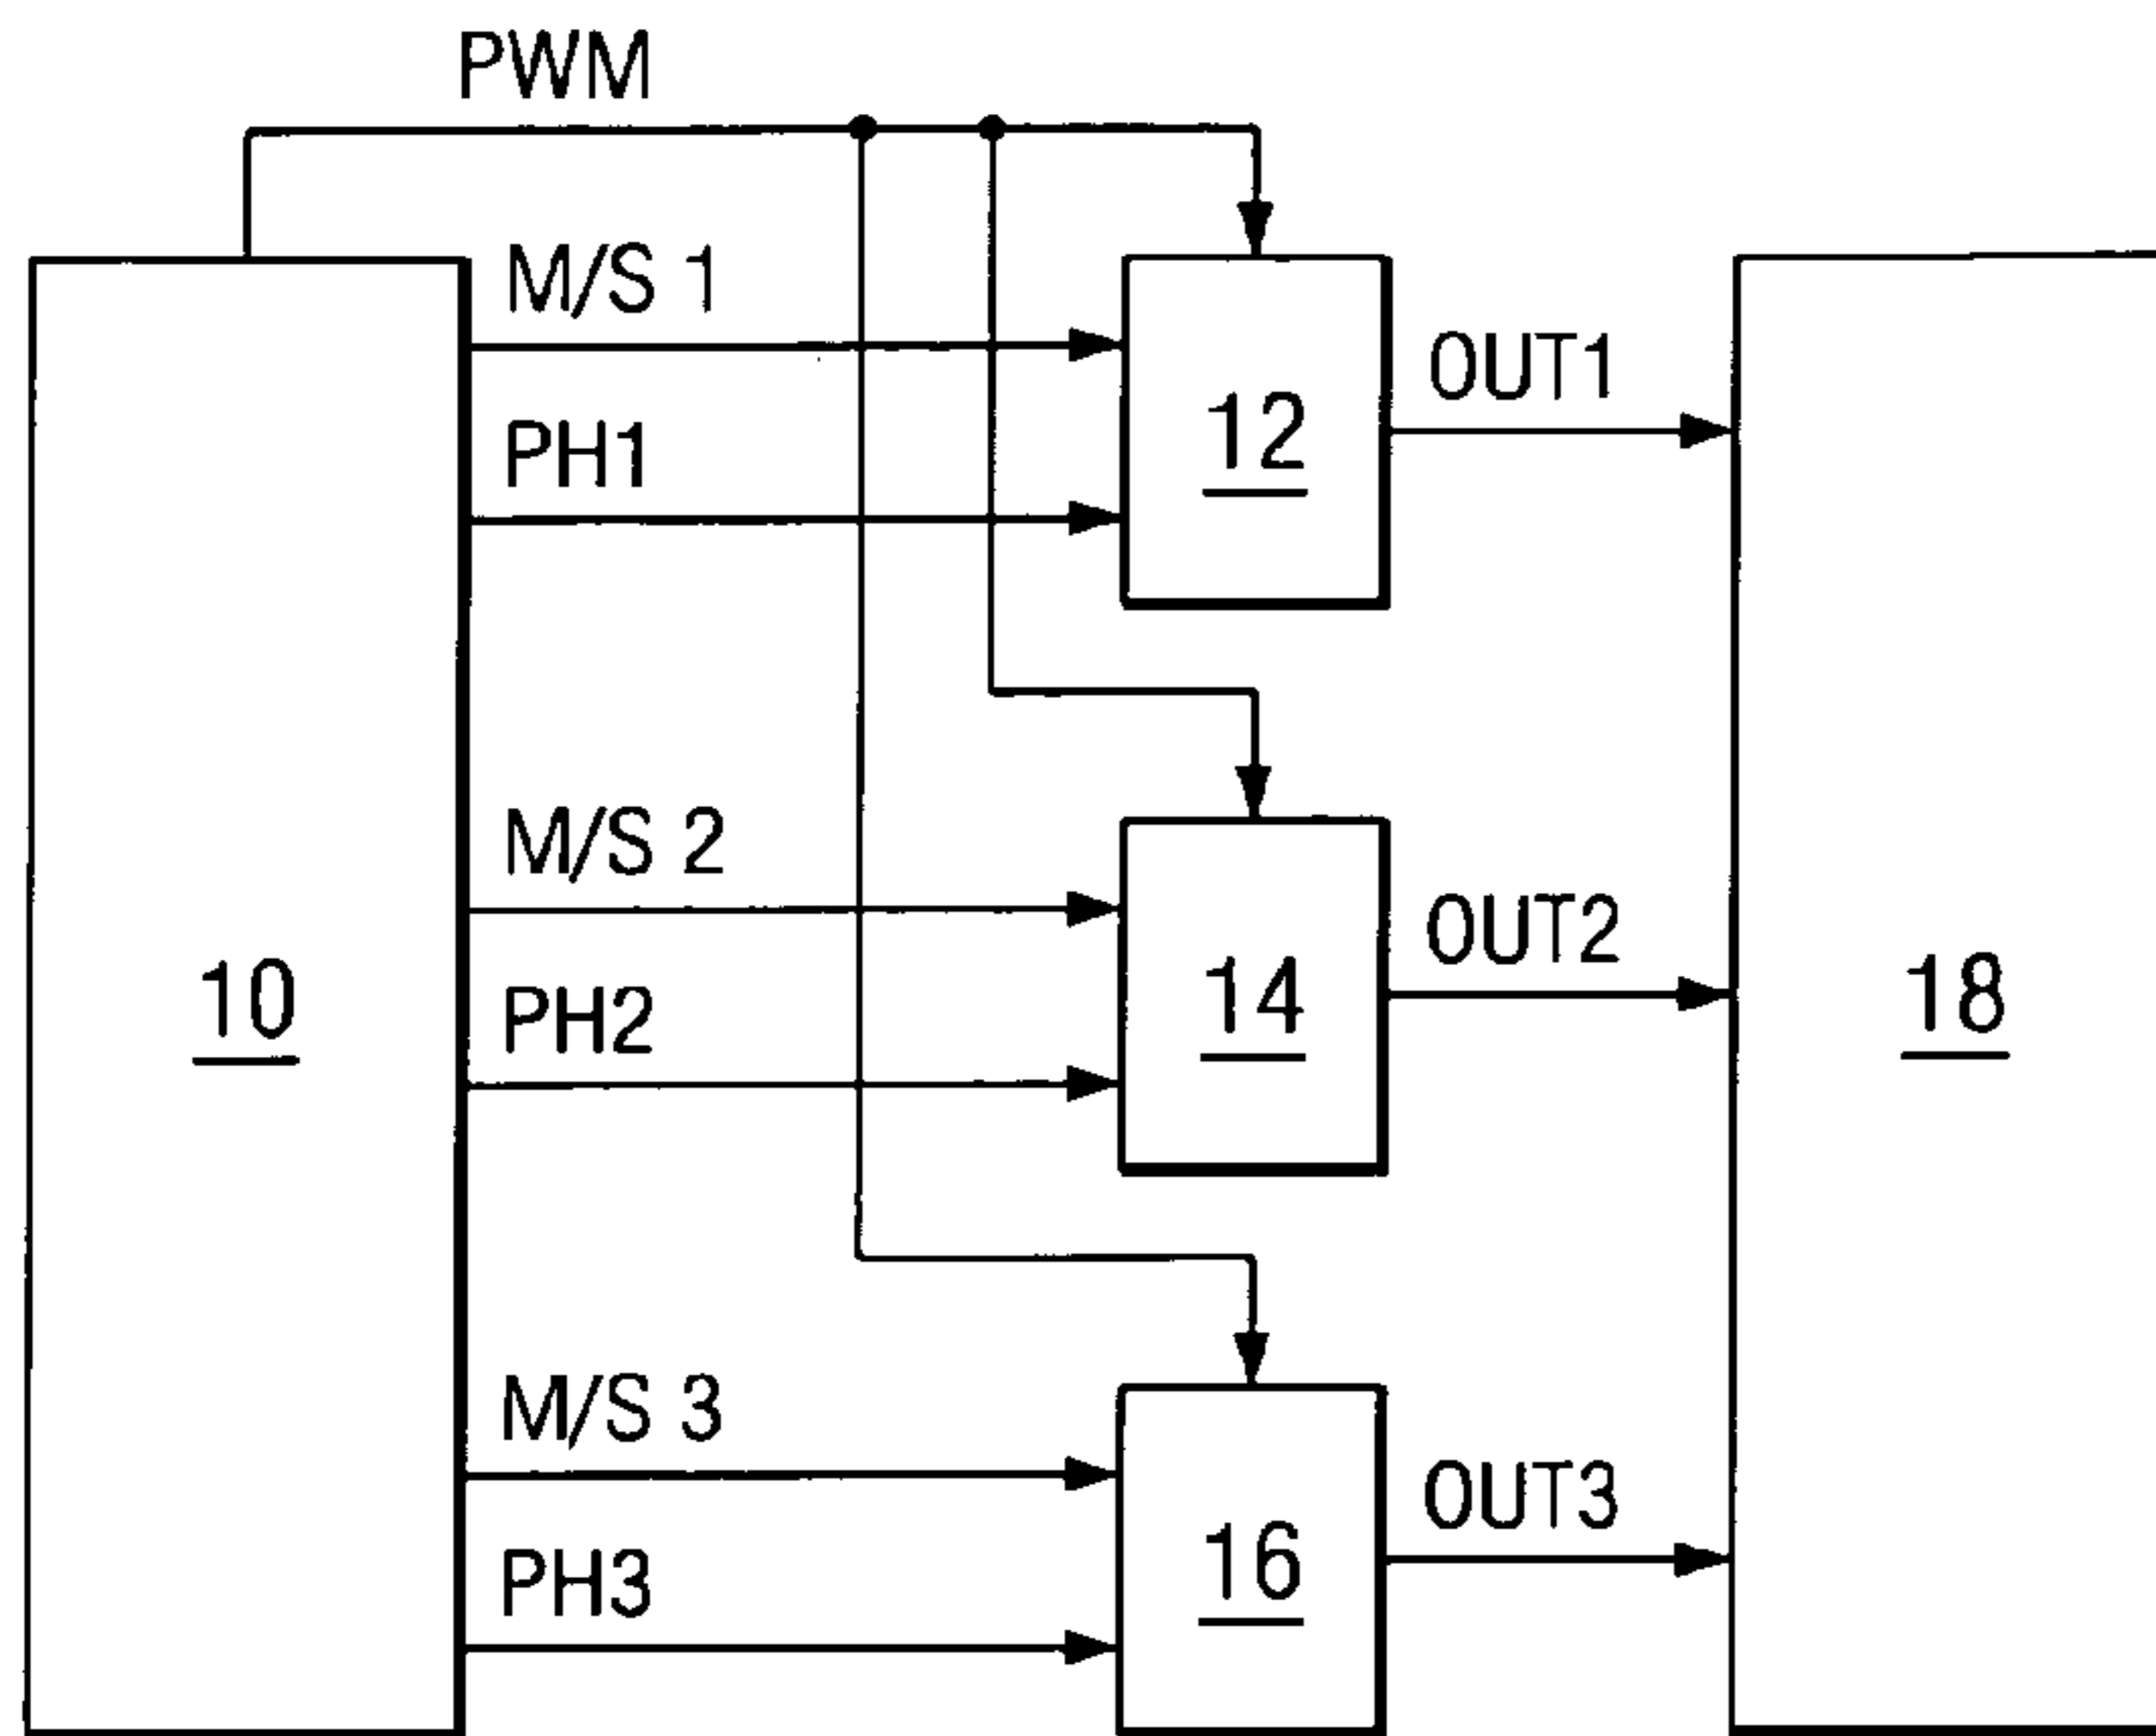 PWM
M/S 1
PH1
12
OUT1
M/S 2
PH2
10
14
OUT2
18
M/S 3
PH3
16
OUT3